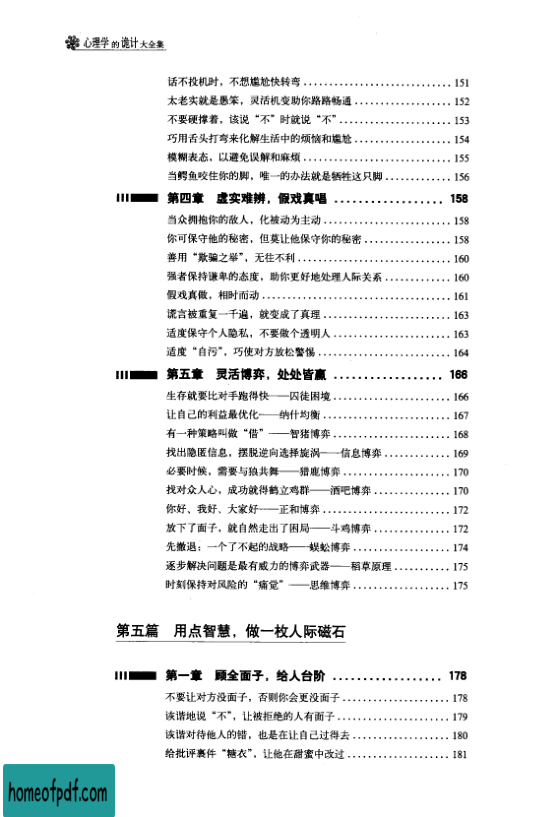 心理学的诡计大全集
话不投机时，不想尴尬快转弯 .............................. 151
太老实就是愚笨，灵活机变助你路路畅通 .................... 152
不要硬撑着，该说“不”时就说“不” ....................... 153
巧用舌头打弯来化解生活中的烦恼和尴尬 .................... 154
模糊表态，以避免误解和麻烦 .............................. 155
当鳄鱼咬住你的脚，唯一的办法就是牺牲这只脚 ............. 156
第四章 虚实难辨，假戏真唱 .................. 158
当众拥抱你的敌人，化被动为主动 .......................... 158
你可保守他的秘密，但莫让他保守你的秘密 .................. 158
善用“欺骗之举”，无往不利 ............................... 160
强者保持谦卑的态度，助你更好地处理人际关系 ............. 160
假戏真做，相时而动 ...................................... 161
谎言被重复一千遍，就变成了真理 .......................... 163
适度保守个人隐私，不要做个透明人 ........................ 163
适度“自污”，巧使对方放松警惕 ........................... 164
第五章 灵活博弈，处处皆赢 .................. 166
生存就要比对手跑得快——囚徒困境 ........................ 166
让自己的利益最优化——纳什均衡 .......................... 167
有一种策略叫做“借”——智猪博弈 ......................... 168
找出隐匿信息，摆脱逆向选择旋涡——信息博弈 ............. 169
必要时候，需要与狼共舞——猎鹿博弈 ...................... 170
找对众人心，成功就得鹤立鸡群——酒吧博弈 ............... 170
你好、我好、大家好——正和博弈 .......................... 172
放下了面子，就自然走出了困局——斗鸡博弈 ............... 172
先撤退：一个了不起的战略——蜈蚣博弈 .................... 174
逐步解决问题是最有威力的博弈武器——稻草原理 ........... 175
时刻保持对风险的“痛觉”——思维博弈 ..................... 175
第五篇 用点智慧，做一枚人际磁石
第一章 顾全面子，给人台阶 .................. 178
不要让对方没面子，否则你会更没面子 ...................... 178
诙谐地说“不”，让被拒绝的人有面子 ....................... 179
诙谐对待他人的错，也是在让自己过得去 .................... 180
给批评裹件“糖衣”，让他在甜蜜中改过 ..................... 181
homeofpdf.com